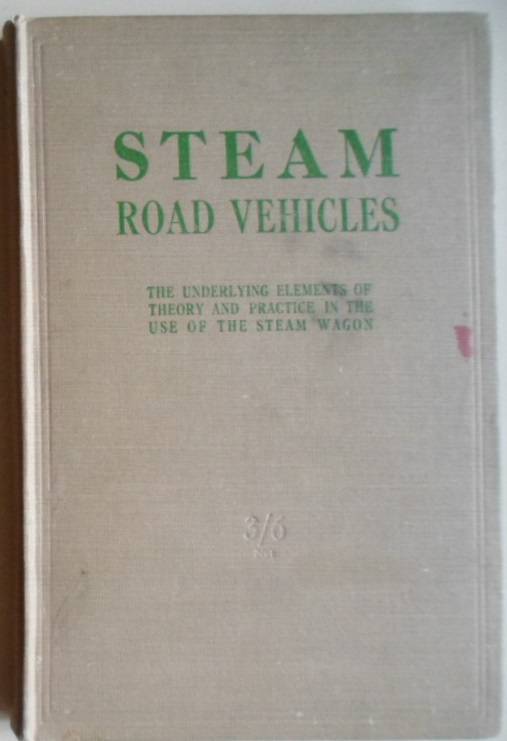 STEAM
ROAD VEHICLES
THE UNDERLYING ELEMENTS OF
THEORY AND PRACTICE IN THE
USE OF THE STEAM WAGON
3/6
Net